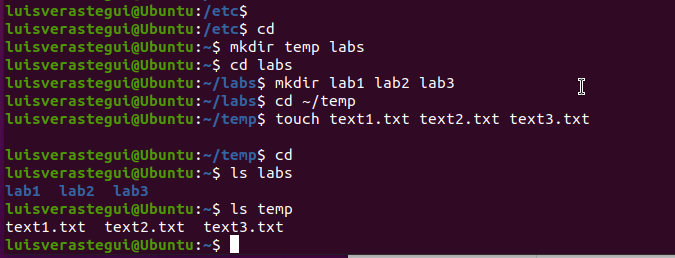 luisverastegui@Ubuntu:/etc$
luisverastegui@Ubuntu:/etc$ cd
luisverastegui@Ubuntu:~$ mkdir temp labs
luisverastegui@Ubuntu:~$ cd labs
luisverastegui@Ubuntu:~/labs$ mkdir lab1 lab2 lab3
luisverastegui@Ubuntu:~/labs$ cd ~/temp
luisverastegui@Ubuntu:~/temp$ touch text1.txt text2.txt text3.txt
luisverastegui@Ubuntu:~/temp$ cd
luisverastegui@Ubuntu:~$ ls labs
lab1  lab2  lab3
luisverastegui@Ubuntu:~$ ls temp
text1.txt  text2.txt  text3.txt
luisverastegui@Ubuntu:~$